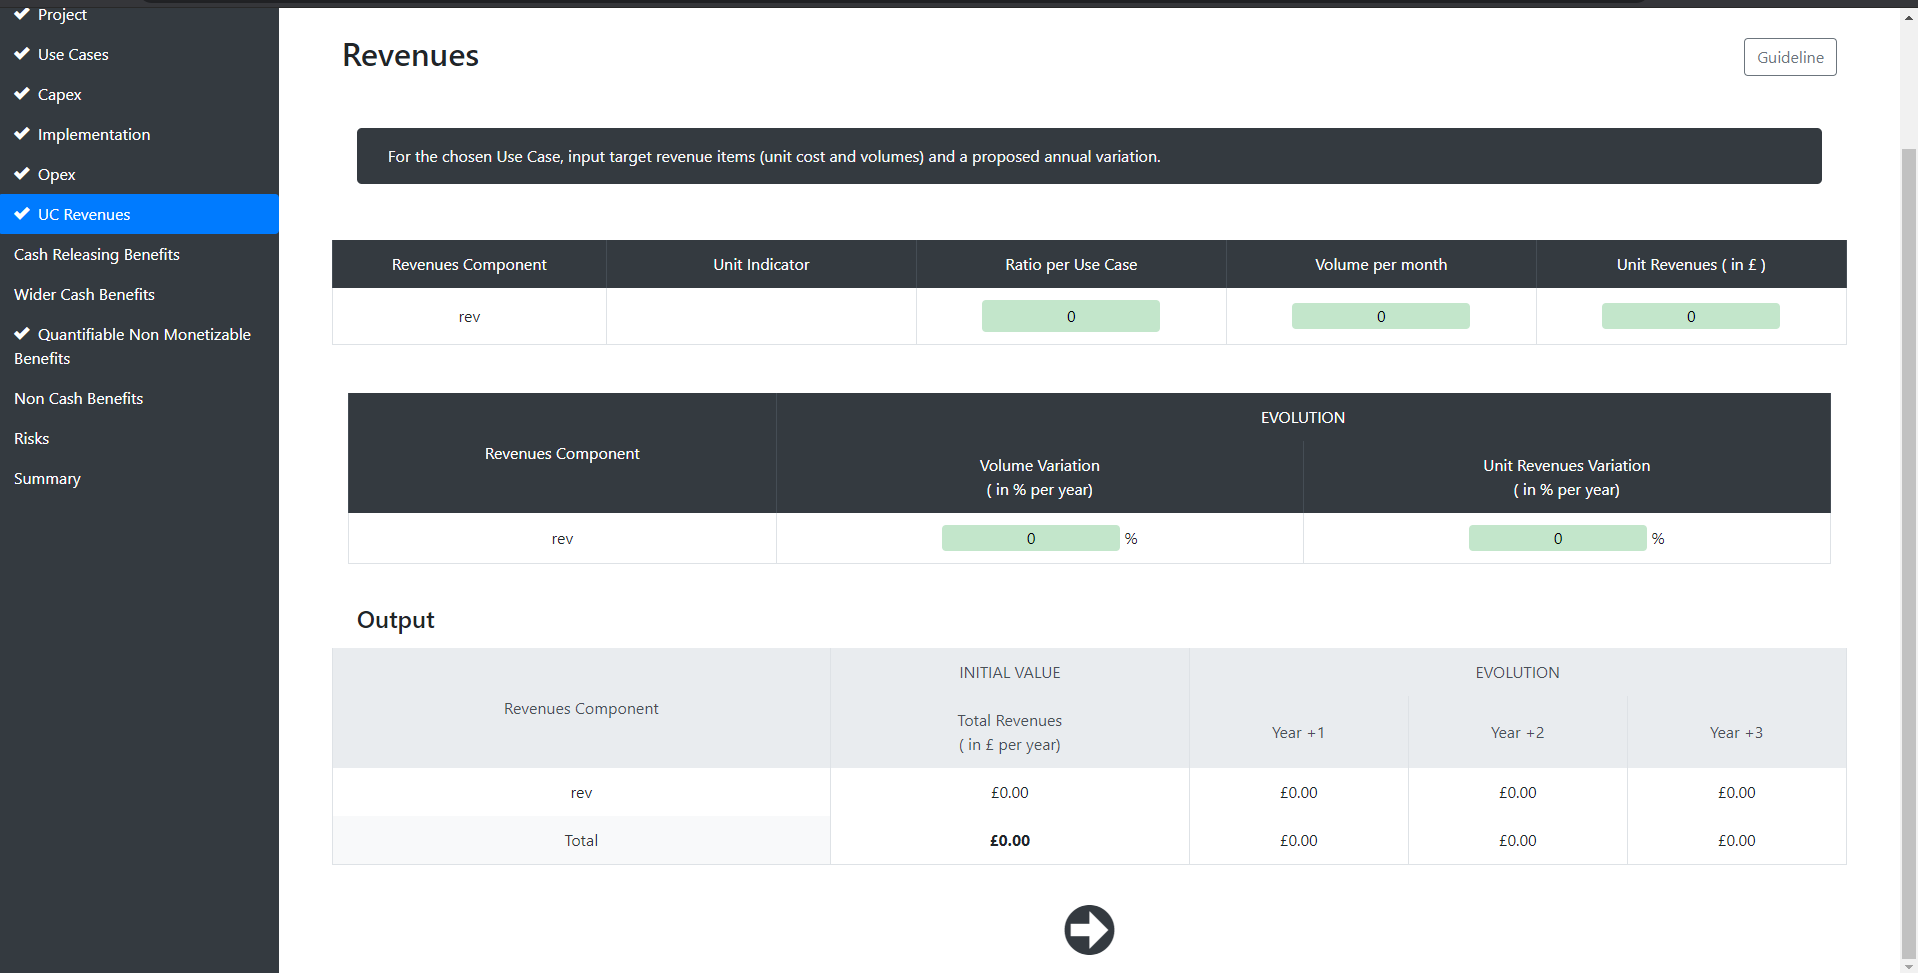 Project
Use Cases
Capex
Implementation
Opex
UC Revenues
Cash Releasing Benefits
Wider Cash Benefits
Quantifiable Non Monetizable
Benefits
Non Cash Benefits
Risks
Summary
Revenues
Guideline
For the chosen Use Case, input target revenue items (unit cost and volumes) and a proposed annual variation.
Revenues Component Unit Indicator Ratio per Use Case Volume per month Unit Revenues ( in £ )
rev 0 0 0
EVOLUTION
Revenues Component
Volume Variation
( in % per year)
Unit Revenues Variation
( in % per year)
rev 0 % 0 %
Output
INITIAL VALUE EVOLUTION
Revenues Component
Total Revenues
( in £ per year)
Year +1 Year +2 Year +3
rev £0.00 £0.00 £0.00 £0.00
Total £0.00 £0.00 £0.00 £0.00